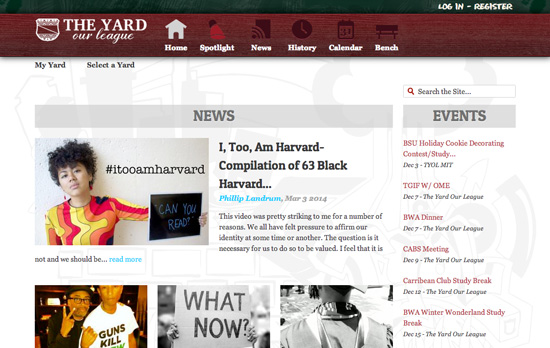 LOG IN - REGISTER
THE YARD
our league
Home Spotlight News History Calendar Bench
My Yard Select a Yard
Search the Site...
NEWS
#itooamharvard
"CAN YOU
READ?"
I, Too, Am Harvard-
Compilation of 63 Black
Harvard...
Phillip Landrum, Mar 3 2014
This video was pretty striking to me for a number of
reasons. We all have felt pressure to affirm our
identity at some time or another. The question is it
necessary for us to do so to be valued. I feel that it is
not and we should be... read more
GUNS
KILL
WHAT
NOW?
EVENTS
BSU Holiday Cookie Decorating
Contest/Study...
Dec 3 - TYOL MIT
TGIF W/ OME
Dec 7 - The Yard Our League
BWA Dinner
Dec 7 - The Yard Our League
CABS Meeting
Dec 9 - The Yard Our League
Carribean Club Study Break
Dec 12 - The Yard Our League
BWA Winter Wonderland Study
Break
Dec 15 - The Yard Our League